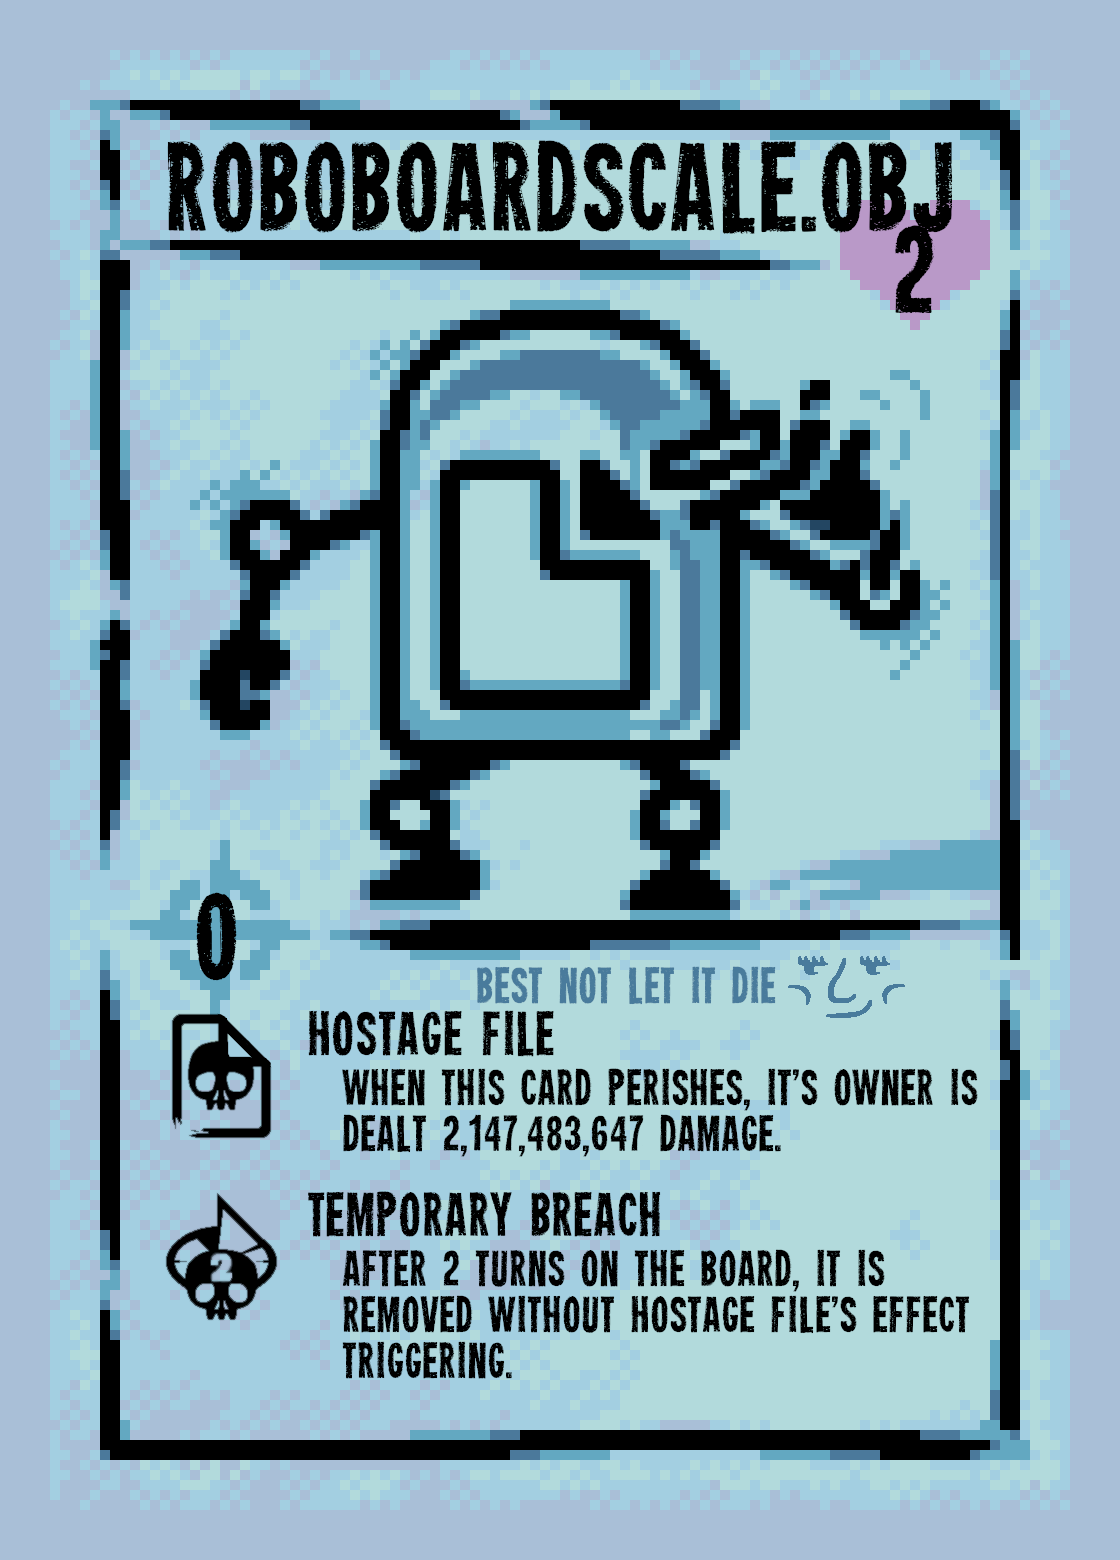 ROBOBOARDSCALE.OBJ
2
0
BEST NOT LET IT DIE
HOSTAGE FILE
WHEN THIS CARD PERISHES, IT'S OWNER IS
DEALT 2,147,483,647 DAMAGE.
2
TEMPORARY BREACH
AFTER 2 TURNS ON THE BOARD, IT IS
REMOVED WITHOUT HOSTAGE FILE'S EFFECT
TRIGGERING.